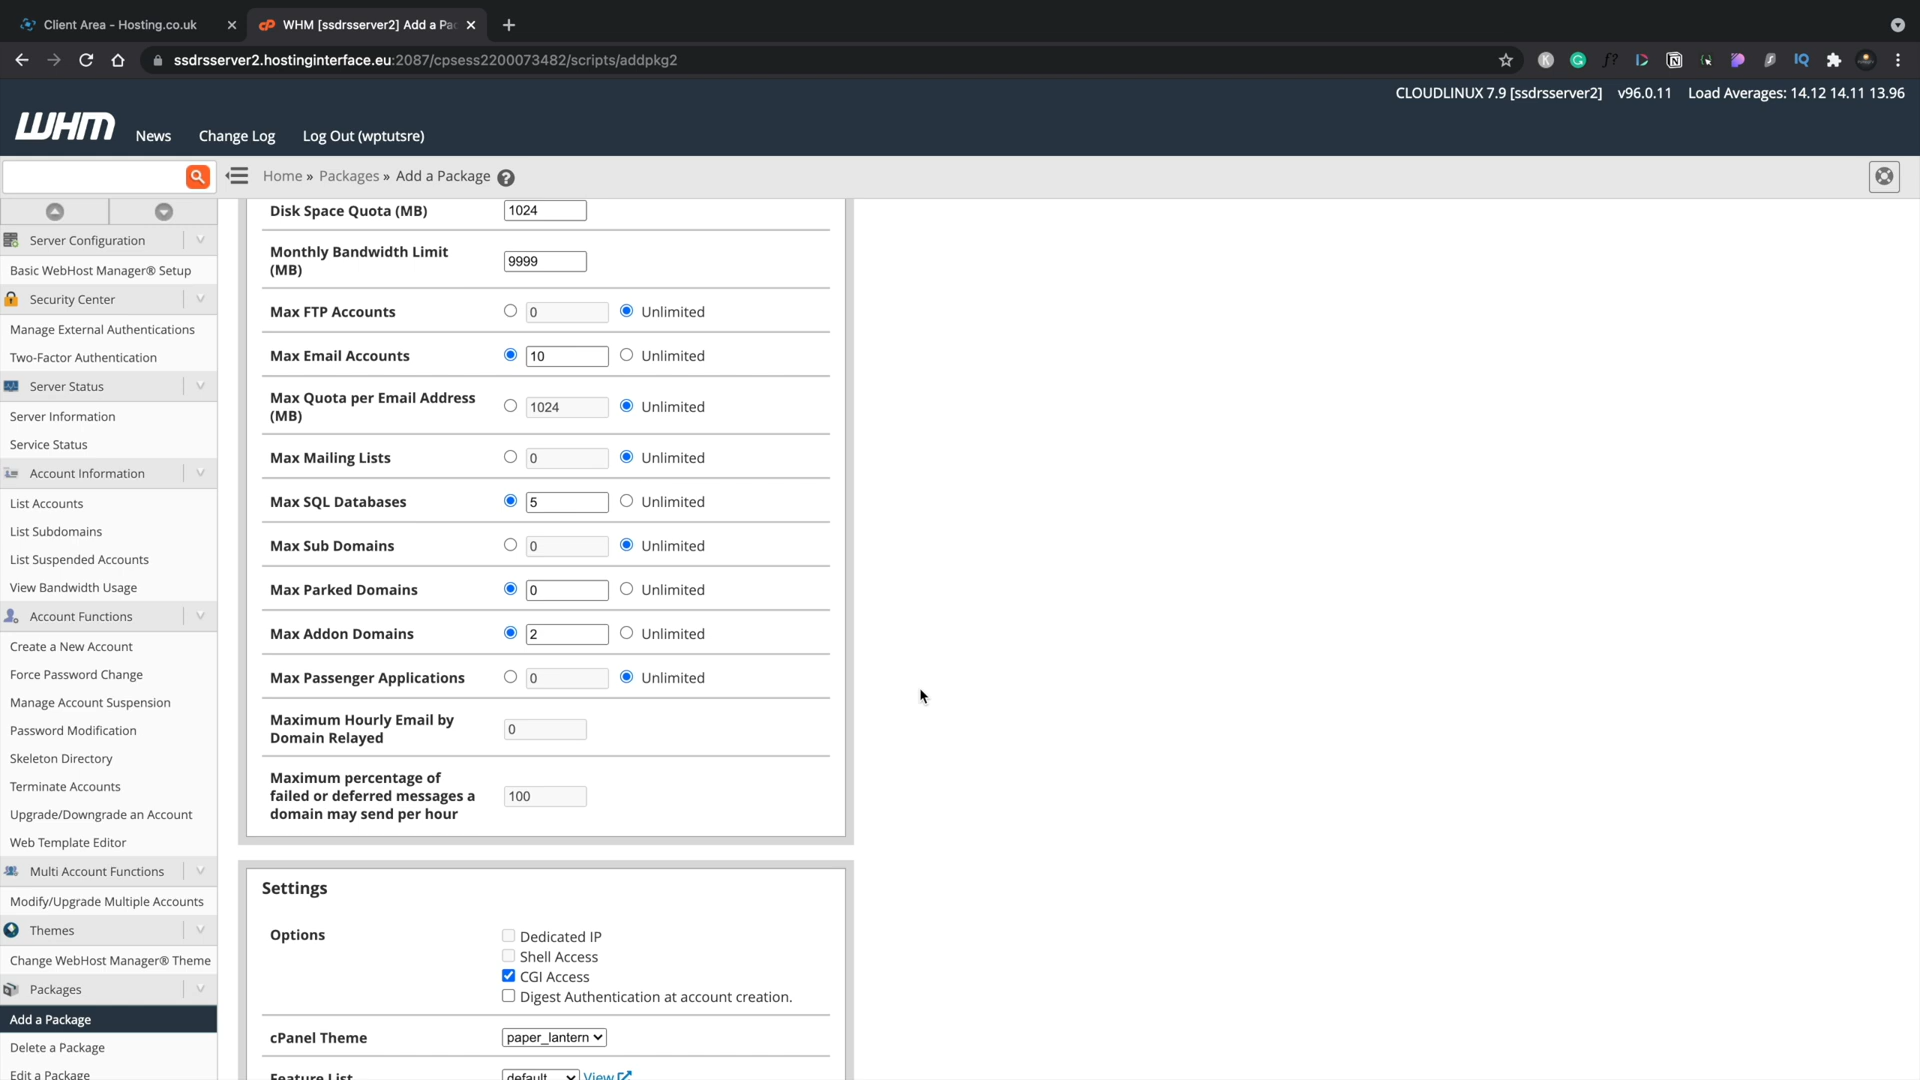 Client Area - Hosting.co.uk
WHM [ssdrsserver2] Add a Pac
ssdrsserver2.hostinginterface.eu:2087/cpsess2200073482/scripts/addpkg2
CLOUDLINUX 7.9 [ssdrsserver2] v96.0.11 Load Averages: 14.12 14.11 13.96
WHM News Change Log Log Out (wptutsre)
Home » Packages » Add a Package
Server Configuration
Basic WebHost Manager® Setup
Security Center
Manage External Authentications
Two-Factor Authentication
Server Status
Server Information
Service Status
Account Information
List Accounts
List Subdomains
List Suspended Accounts
View Bandwidth Usage
Account Functions
Create a New Account
Force Password Change
Manage Account Suspension
Password Modification
Skeleton Directory
Terminate Accounts
Upgrade/Downgrade an Account
Web Template Editor
Multi Account Functions
Modify/Upgrade Multiple Accounts
Themes
Change WebHost Manager® Theme
Packages
Add a Package
Delete a Package
Edit a Package
Disk Space Quota (MB) 1024
Monthly Bandwidth Limit
(MB) 9999
Max FTP Accounts 0 Unlimited
Max Email Accounts 10 Unlimited
Max Quota per Email Address
(MB) 1024 Unlimited
Max Mailing Lists 0 Unlimited
Max SQL Databases 5 Unlimited
Max Sub Domains 0 Unlimited
Max Parked Domains 0 Unlimited
Max Addon Domains 2 Unlimited
Max Passenger Applications 0 Unlimited
Maximum Hourly Email by
Domain Relayed 0
Maximum percentage of
failed or deferred messages a
domain may send per hour 100
Settings
Options
Dedicated IP
Shell Access
CGI Access
Digest Authentication at account creation.
cPanel Theme paper_lantern
Feature List default View